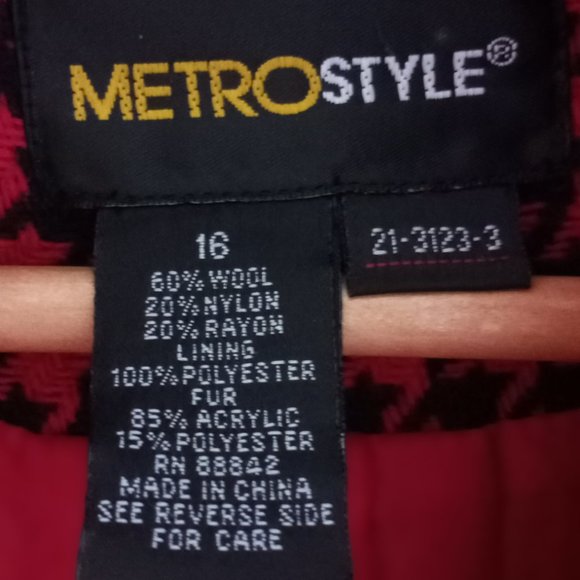 METROSTYLE®
21-3123-3
16
60% WOOL
20% NYLON
20% RAYON
LINING
100% POLYESTER
FUR
85% ACRYLIC
15% POLYESTER
RN 88842
MADE IN CHINA
SEE REVERSE SIDE
FOR CARE